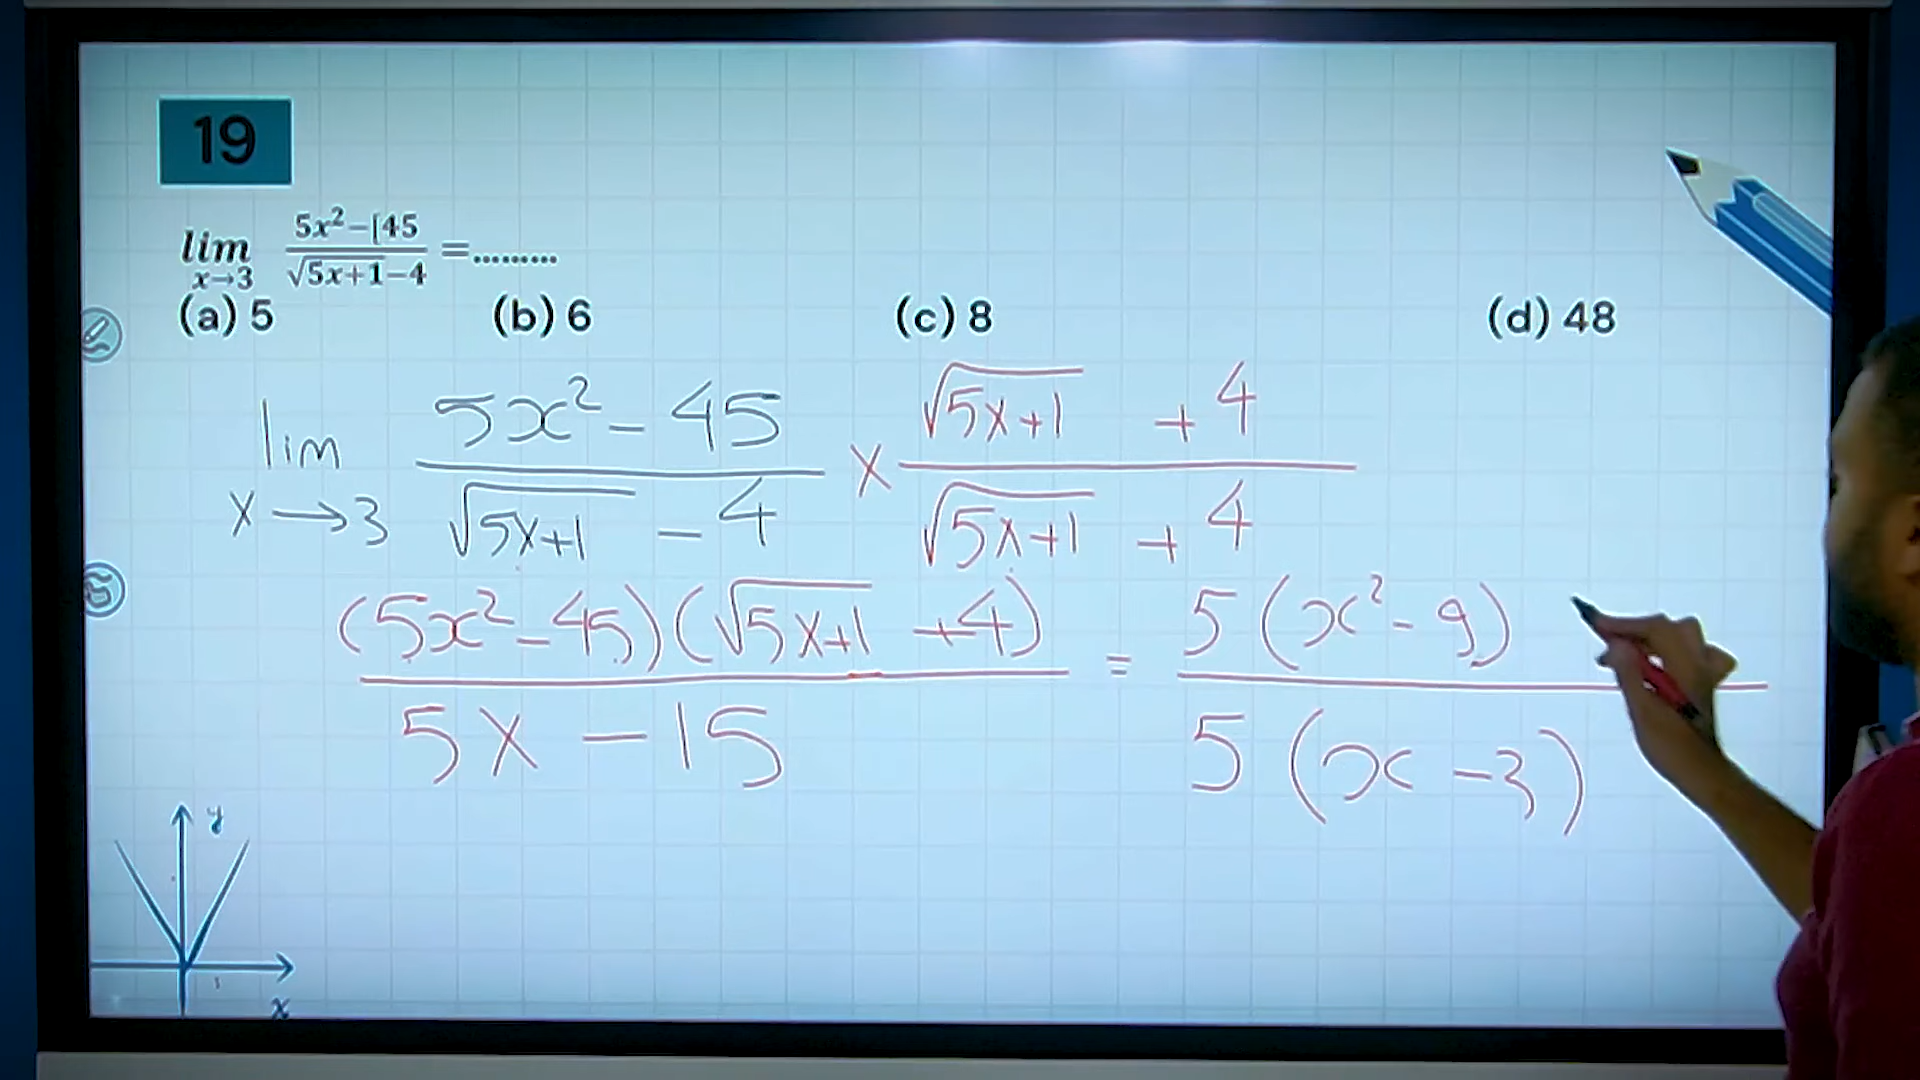 19
lim x→3 5x²−[45 / √5x+1−4 =.........
(a) 5 (b) 6 (c) 8 (d) 48
lim x→3 5x² − 45 / √5x+1 − 4 × √5x+1 + 4 / √5x+1 + 4
(5x² − 45)(√5x+1 + 4) / 5x − 15 = 5(x² − 9) / 5(x − 3)
y
x